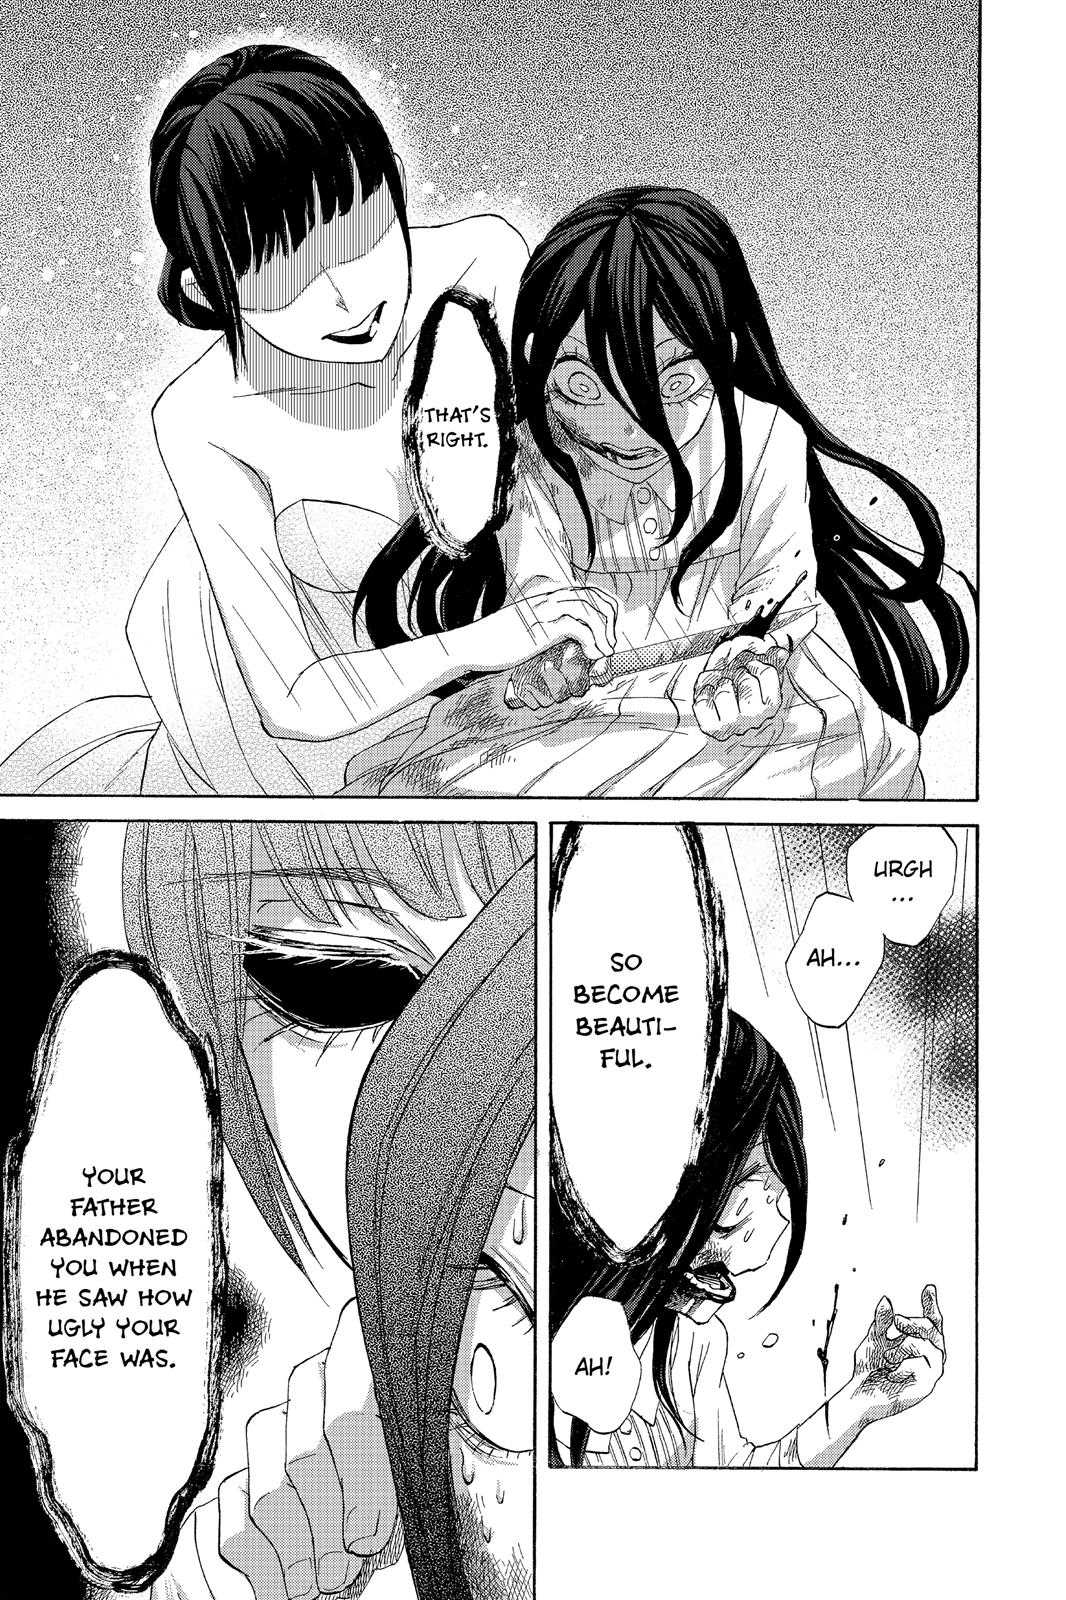 THAT'S
RIGHT.
URGH
...
AH...
SO
BECOME
BEAUTI-
FUL.
AH!
YOUR
FATHER
ABANDONED
YOU WHEN
HE SAW HOW
UGLY YOUR
FACE WAS.